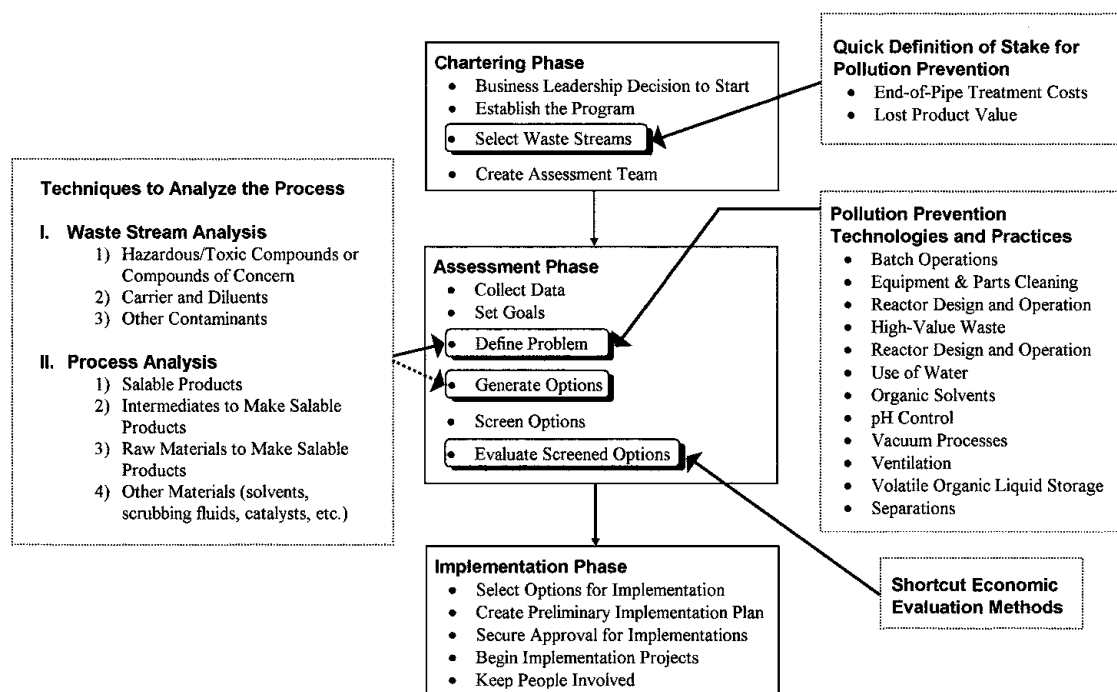 Chartering Phase
• Business Leadership Decision to Start
• Establish the Program
• Select Waste Streams
• Create Assessment Team
Quick Definition of Stake for
Pollution Prevention
• End-of-Pipe Treatment Costs
• Lost Product Value
Techniques to Analyze the Process
I. Waste Stream Analysis
1) Hazardous/Toxic Compounds or
Compounds of Concern
2) Carrier and Diluents
3) Other Contaminants
II. Process Analysis
1) Salable Products
2) Intermediates to Make Salable
Products
3) Raw Materials to Make Salable
Products
4) Other Materials (solvents,
scrubbing fluids, catalysts, etc.)
Assessment Phase
• Collect Data
• Set Goals
• Define Problem
• Generate Options
• Screen Options
• Evaluate Screened Options
Pollution Prevention
Technologies and Practices
• Batch Operations
• Equipment & Parts Cleaning
• Reactor Design and Operation
• High-Value Waste
• Reactor Design and Operation
• Use of Water
• Organic Solvents
• pH Control
• Vacuum Processes
• Ventilation
• Volatile Organic Liquid Storage
• Separations
Implementation Phase
• Select Options for Implementation
• Create Preliminary Implementation Plan
• Secure Approval for Implementations
• Begin Implementation Projects
• Keep People Involved
Shortcut Economic
Evaluation Methods